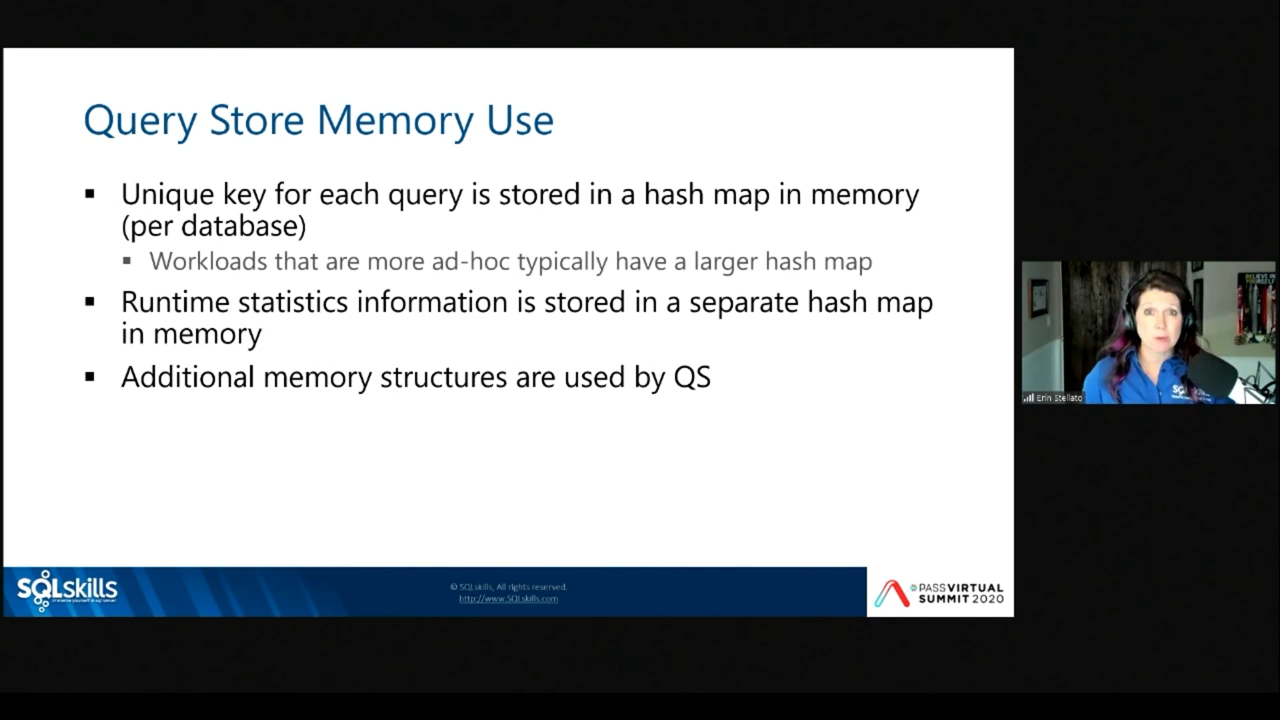 Query Store Memory Use
▪ Unique key for each query is stored in a hash map in memory
(per database)
▪ Workloads that are more ad-hoc typically have a larger hash map
▪ Runtime statistics information is stored in a separate hash map
in memory
▪ Additional memory structures are used by QS
SQLskills
© SQLskills, All rights reserved.
http://www.SQLskills.com
PASS VIRTUAL
SUMMIT 2020
BELIEVE IN
YOURSELF
Erin Stellato